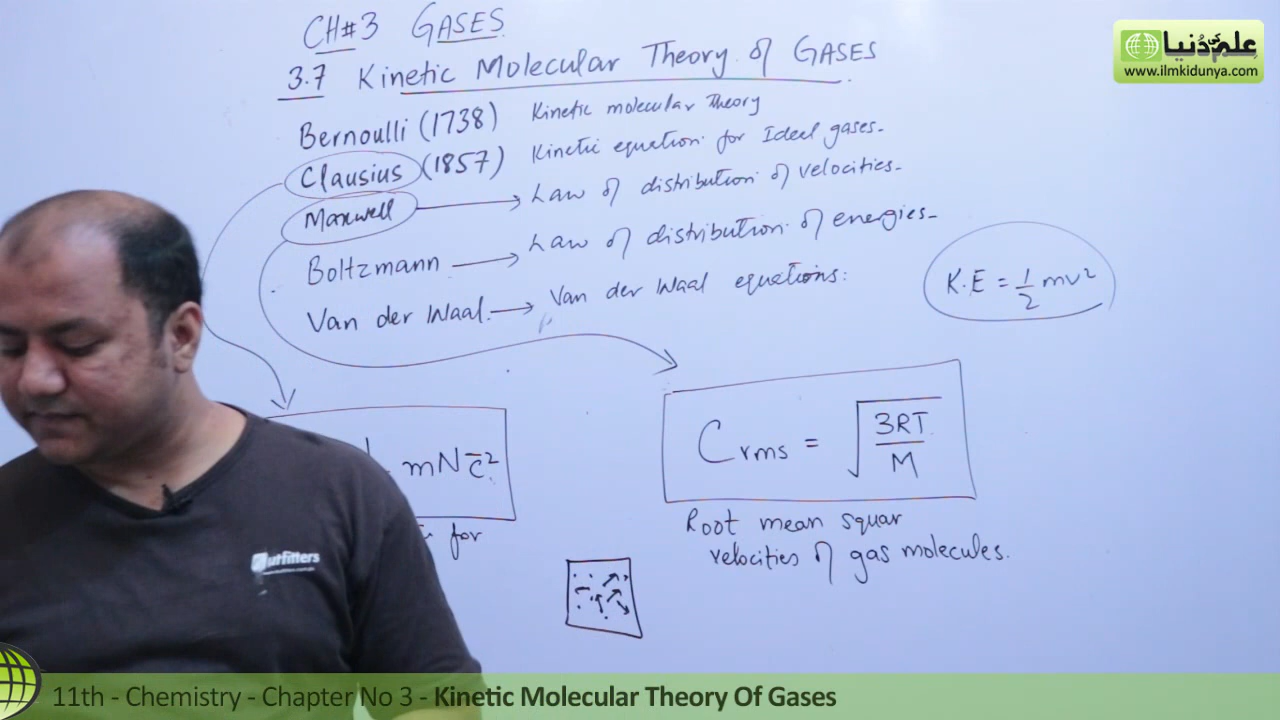 CH#3 GASES
علم کی دُنیا
www.ilmkidunya.com
3.7 Kinetic Molecular Theory of GASES
Bernoulli (1738) Kinetic molecular Theory
Clausius (1857) Kinetic equation for Ideal gases.
Maxwell → Law of distribution of velocities.
Boltzmann → Law of distribution of energies.
K.E = 1/2 mv²
Van der Waal. → Van der Waal equations:
mNc̄²
Crms = √(3RT/M)
for
Root mean squar
velocities of gas molecules.
outfitters
11th - Chemistry - Chapter No 3 - Kinetic Molecular Theory Of Gases